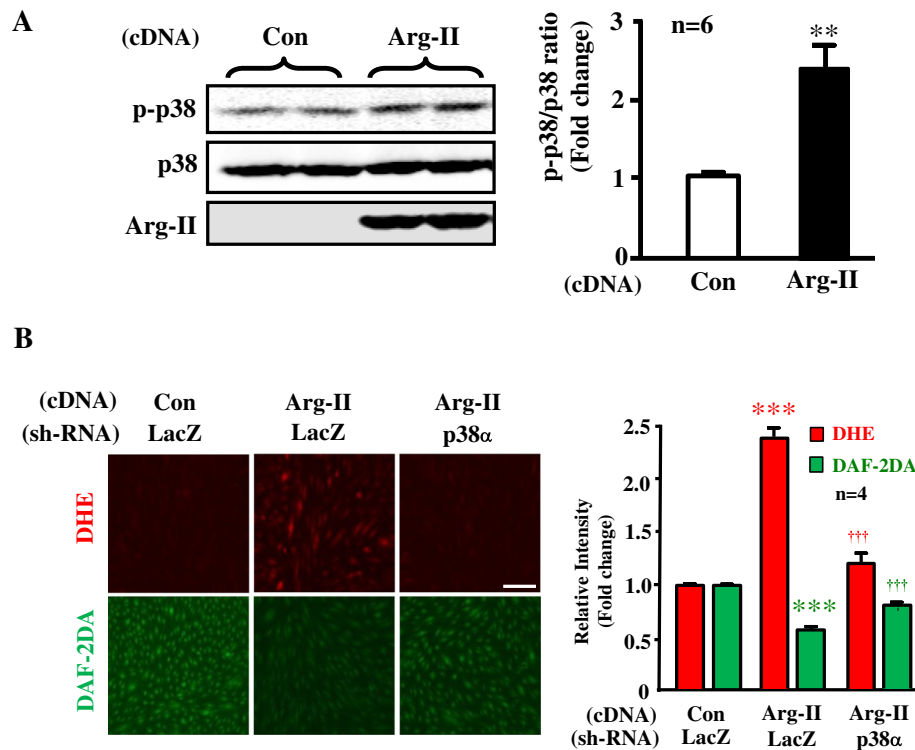 A
(cDNA) Con Arg-II
p-p38
p38
Arg-II
p-p38/p38 ratio
(Fold change)
3
2
1
0
n=6
**
(cDNA) Con Arg-II
B
(cDNA) Con Arg-II Arg-II
(sh-RNA) LacZ LacZ p38α
DHE
DAF-2DA
Relative Intensity
(Fold change)
2.5
2.0
1.0
0.5
0
***
***
†††
†††
DHE
DAF-2DA
n=4
(cDNA) Con Arg-II Arg-II
(sh-RNA) LacZ LacZ p38α